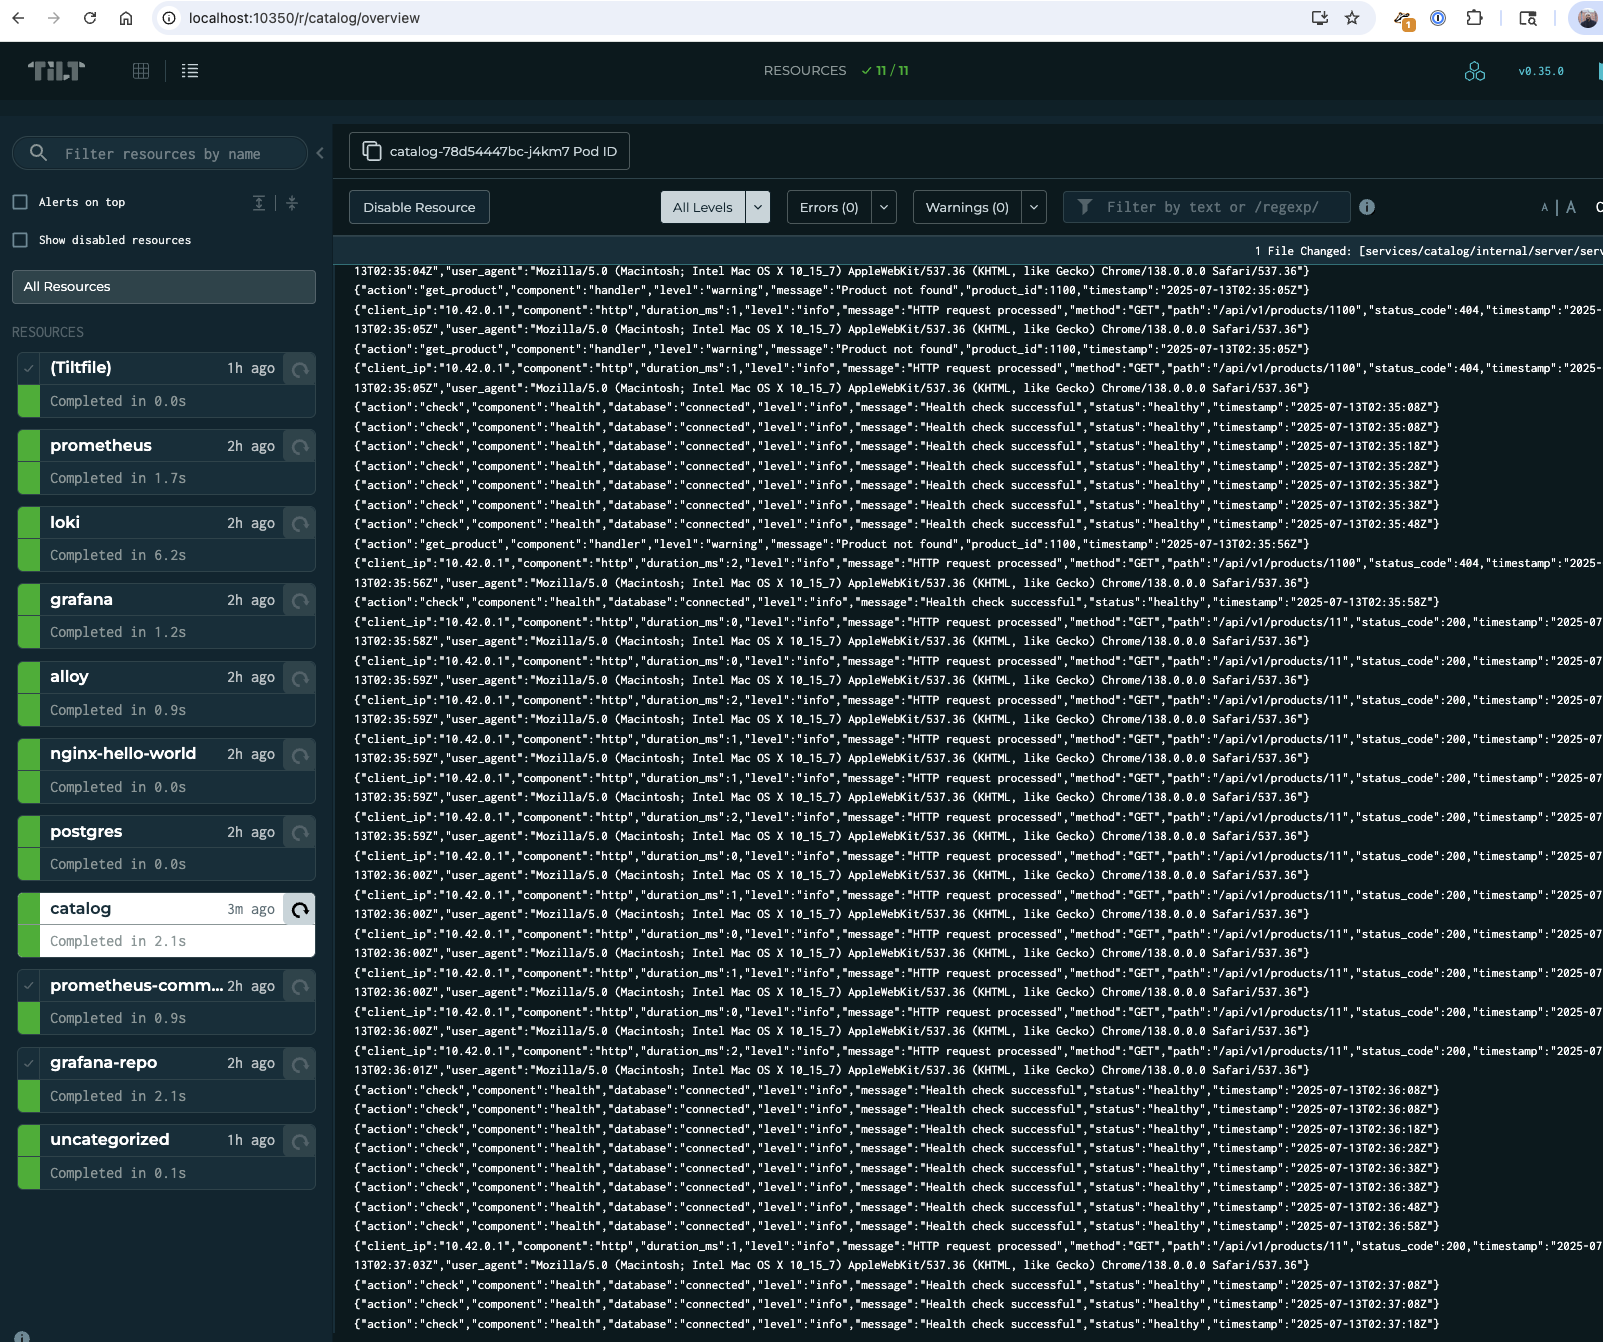 localhost:10350/r/catalog/overview
1
TILT
RESOURCES 11 / 11
v0.35.0
Filter resources by name
catalog-78d54447bc-j4km7 Pod ID
Alerts on top
Disable Resource
All Levels
Errors (0)
Warnings (0)
Filter by text or /regexp/
A | A
Show disabled resources
All Resources
RESOURCES
(Tiltfile) 1h ago
Completed in 0.0s
prometheus 2h ago
Completed in 1.7s
loki 2h ago
Completed in 6.2s
grafana 2h ago
Completed in 1.2s
alloy 2h ago
Completed in 0.9s
nginx-hello-world 2h ago
Completed in 0.0s
postgres 2h ago
Completed in 0.0s
catalog 3m ago
Completed in 2.1s
prometheus-comm... 2h ago
Completed in 0.9s
grafana-repo 2h ago
Completed in 2.1s
uncategorized 1h ago
Completed in 0.1s
1 File Changed: [services/catalog/internal/server/serv
13T02:35:04Z","user_agent":"Mozilla/5.0 (Macintosh; Intel Mac OS X 10_15_7) AppleWebKit/537.36 (KHTML, like Gecko) Chrome/138.0.0.0 Safari/537.36"}
{"action":"get_product","component":"handler","level":"warning","message":"Product not found","product_id":1100,"timestamp":"2025-07-13T02:35:05Z"}
{"client_ip":"10.42.0.1","component":"http","duration_ms":1,"level":"info","message":"HTTP request processed","method":"GET","path":"/api/v1/products/1100","status_code":404,"timestamp":"2025-
13T02:35:05Z","user_agent":"Mozilla/5.0 (Macintosh; Intel Mac OS X 10_15_7) AppleWebKit/537.36 (KHTML, like Gecko) Chrome/138.0.0.0 Safari/537.36"}
{"action":"get_product","component":"handler","level":"warning","message":"Product not found","product_id":1100,"timestamp":"2025-07-13T02:35:05Z"}
{"client_ip":"10.42.0.1","component":"http","duration_ms":1,"level":"info","message":"HTTP request processed","method":"GET","path":"/api/v1/products/1100","status_code":404,"timestamp":"2025-
13T02:35:05Z","user_agent":"Mozilla/5.0 (Macintosh; Intel Mac OS X 10_15_7) AppleWebKit/537.36 (KHTML, like Gecko) Chrome/138.0.0.0 Safari/537.36"}
{"action":"check","component":"health","database":"connected","level":"info","message":"Health check successful","status":"healthy","timestamp":"2025-07-13T02:35:08Z"}
{"action":"check","component":"health","database":"connected","level":"info","message":"Health check successful","status":"healthy","timestamp":"2025-07-13T02:35:08Z"}
{"action":"check","component":"health","database":"connected","level":"info","message":"Health check successful","status":"healthy","timestamp":"2025-07-13T02:35:18Z"}
{"action":"check","component":"health","database":"connected","level":"info","message":"Health check successful","status":"healthy","timestamp":"2025-07-13T02:35:28Z"}
{"action":"check","component":"health","database":"connected","level":"info","message":"Health check successful","status":"healthy","timestamp":"2025-07-13T02:35:38Z"}
{"action":"check","component":"health","database":"connected","level":"info","message":"Health check successful","status":"healthy","timestamp":"2025-07-13T02:35:38Z"}
{"action":"check","component":"health","database":"connected","level":"info","message":"Health check successful","status":"healthy","timestamp":"2025-07-13T02:35:48Z"}
{"action":"get_product","component":"handler","level":"warning","message":"Product not found","product_id":1100,"timestamp":"2025-07-13T02:35:56Z"}
{"client_ip":"10.42.0.1","component":"http","duration_ms":2,"level":"info","message":"HTTP request processed","method":"GET","path":"/api/v1/products/1100","status_code":404,"timestamp":"2025-
13T02:35:56Z","user_agent":"Mozilla/5.0 (Macintosh; Intel Mac OS X 10_15_7) AppleWebKit/537.36 (KHTML, like Gecko) Chrome/138.0.0.0 Safari/537.36"}
{"action":"check","component":"health","database":"connected","level":"info","message":"Health check successful","status":"healthy","timestamp":"2025-07-13T02:35:58Z"}
{"client_ip":"10.42.0.1","component":"http","duration_ms":0,"level":"info","message":"HTTP request processed","method":"GET","path":"/api/v1/products/11","status_code":200,"timestamp":"2025-07
13T02:35:58Z","user_agent":"Mozilla/5.0 (Macintosh; Intel Mac OS X 10_15_7) AppleWebKit/537.36 (KHTML, like Gecko) Chrome/138.0.0.0 Safari/537.36"}
{"client_ip":"10.42.0.1","component":"http","duration_ms":0,"level":"info","message":"HTTP request processed","method":"GET","path":"/api/v1/products/11","status_code":200,"timestamp":"2025-07
13T02:35:59Z","user_agent":"Mozilla/5.0 (Macintosh; Intel Mac OS X 10_15_7) AppleWebKit/537.36 (KHTML, like Gecko) Chrome/138.0.0.0 Safari/537.36"}
{"client_ip":"10.42.0.1","component":"http","duration_ms":2,"level":"info","message":"HTTP request processed","method":"GET","path":"/api/v1/products/11","status_code":200,"timestamp":"2025-07
13T02:35:59Z","user_agent":"Mozilla/5.0 (Macintosh; Intel Mac OS X 10_15_7) AppleWebKit/537.36 (KHTML, like Gecko) Chrome/138.0.0.0 Safari/537.36"}
{"client_ip":"10.42.0.1","component":"http","duration_ms":1,"level":"info","message":"HTTP request processed","method":"GET","path":"/api/v1/products/11","status_code":200,"timestamp":"2025-07
13T02:35:59Z","user_agent":"Mozilla/5.0 (Macintosh; Intel Mac OS X 10_15_7) AppleWebKit/537.36 (KHTML, like Gecko) Chrome/138.0.0.0 Safari/537.36"}
{"client_ip":"10.42.0.1","component":"http","duration_ms":1,"level":"info","message":"HTTP request processed","method":"GET","path":"/api/v1/products/11","status_code":200,"timestamp":"2025-07
13T02:35:59Z","user_agent":"Mozilla/5.0 (Macintosh; Intel Mac OS X 10_15_7) AppleWebKit/537.36 (KHTML, like Gecko) Chrome/138.0.0.0 Safari/537.36"}
{"client_ip":"10.42.0.1","component":"http","duration_ms":2,"level":"info","message":"HTTP request processed","method":"GET","path":"/api/v1/products/11","status_code":200,"timestamp":"2025-07
13T02:35:59Z","user_agent":"Mozilla/5.0 (Macintosh; Intel Mac OS X 10_15_7) AppleWebKit/537.36 (KHTML, like Gecko) Chrome/138.0.0.0 Safari/537.36"}
{"client_ip":"10.42.0.1","component":"http","duration_ms":0,"level":"info","message":"HTTP request processed","method":"GET","path":"/api/v1/products/11","status_code":200,"timestamp":"2025-07
13T02:36:00Z","user_agent":"Mozilla/5.0 (Macintosh; Intel Mac OS X 10_15_7) AppleWebKit/537.36 (KHTML, like Gecko) Chrome/138.0.0.0 Safari/537.36"}
{"client_ip":"10.42.0.1","component":"http","duration_ms":1,"level":"info","message":"HTTP request processed","method":"GET","path":"/api/v1/products/11","status_code":200,"timestamp":"2025-07
13T02:36:00Z","user_agent":"Mozilla/5.0 (Macintosh; Intel Mac OS X 10_15_7) AppleWebKit/537.36 (KHTML, like Gecko) Chrome/138.0.0.0 Safari/537.36"}
{"client_ip":"10.42.0.1","component":"http","duration_ms":0,"level":"info","message":"HTTP request processed","method":"GET","path":"/api/v1/products/11","status_code":200,"timestamp":"2025-07
13T02:36:00Z","user_agent":"Mozilla/5.0 (Macintosh; Intel Mac OS X 10_15_7) AppleWebKit/537.36 (KHTML, like Gecko) Chrome/138.0.0.0 Safari/537.36"}
{"client_ip":"10.42.0.1","component":"http","duration_ms":1,"level":"info","message":"HTTP request processed","method":"GET","path":"/api/v1/products/11","status_code":200,"timestamp":"2025-07
13T02:36:00Z","user_agent":"Mozilla/5.0 (Macintosh; Intel Mac OS X 10_15_7) AppleWebKit/537.36 (KHTML, like Gecko) Chrome/138.0.0.0 Safari/537.36"}
{"client_ip":"10.42.0.1","component":"http","duration_ms":0,"level":"info","message":"HTTP request processed","method":"GET","path":"/api/v1/products/11","status_code":200,"timestamp":"2025-07
13T02:36:00Z","user_agent":"Mozilla/5.0 (Macintosh; Intel Mac OS X 10_15_7) AppleWebKit/537.36 (KHTML, like Gecko) Chrome/138.0.0.0 Safari/537.36"}
{"client_ip":"10.42.0.1","component":"http","duration_ms":2,"level":"info","message":"HTTP request processed","method":"GET","path":"/api/v1/products/11","status_code":200,"timestamp":"2025-07
13T02:36:01Z","user_agent":"Mozilla/5.0 (Macintosh; Intel Mac OS X 10_15_7) AppleWebKit/537.36 (KHTML, like Gecko) Chrome/138.0.0.0 Safari/537.36"}
{"action":"check","component":"health","database":"connected","level":"info","message":"Health check successful","status":"healthy","timestamp":"2025-07-13T02:36:08Z"}
{"action":"check","component":"health","database":"connected","level":"info","message":"Health check successful","status":"healthy","timestamp":"2025-07-13T02:36:08Z"}
{"action":"check","component":"health","database":"connected","level":"info","message":"Health check successful","status":"healthy","timestamp":"2025-07-13T02:36:18Z"}
{"action":"check","component":"health","database":"connected","level":"info","message":"Health check successful","status":"healthy","timestamp":"2025-07-13T02:36:28Z"}
{"action":"check","component":"health","database":"connected","level":"info","message":"Health check successful","status":"healthy","timestamp":"2025-07-13T02:36:38Z"}
{"action":"check","component":"health","database":"connected","level":"info","message":"Health check successful","status":"healthy","timestamp":"2025-07-13T02:36:38Z"}
{"action":"check","component":"health","database":"connected","level":"info","message":"Health check successful","status":"healthy","timestamp":"2025-07-13T02:36:48Z"}
{"action":"check","component":"health","database":"connected","level":"info","message":"Health check successful","status":"healthy","timestamp":"2025-07-13T02:36:58Z"}
{"client_ip":"10.42.0.1","component":"http","duration_ms":1,"level":"info","message":"HTTP request processed","method":"GET","path":"/api/v1/products/11","status_code":200,"timestamp":"2025-07
13T02:37:03Z","user_agent":"Mozilla/5.0 (Macintosh; Intel Mac OS X 10_15_7) AppleWebKit/537.36 (KHTML, like Gecko) Chrome/138.0.0.0 Safari/537.36"}
{"action":"check","component":"health","database":"connected","level":"info","message":"Health check successful","status":"healthy","timestamp":"2025-07-13T02:37:08Z"}
{"action":"check","component":"health","database":"connected","level":"info","message":"Health check successful","status":"healthy","timestamp":"2025-07-13T02:37:08Z"}
{"action":"check","component":"health","database":"connected","level":"info","message":"Health check successful","status":"healthy","timestamp":"2025-07-13T02:37:18Z"}